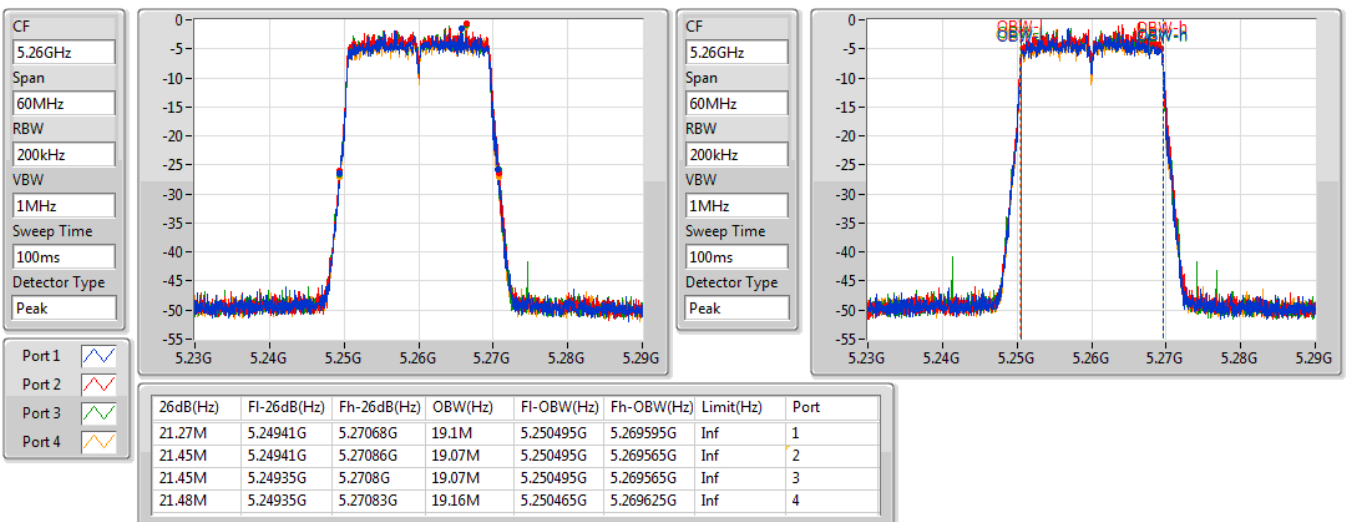 CF
5.26GHz
Span
60MHz
RBW
200kHz
VBW
1MHz
Sweep Time
100ms
Detector Type
Peak
0-
-5-
-10-
-15-
-20-
-25-
-30-
-35-
-40-
-45-
-50-
-55-
5.23G 5.24G 5.25G 5.26G 5.27G 5.28G 5.29G
CF
5.26GHz
Span
60MHz
RBW
200kHz
VBW
1MHz
Sweep Time
100ms
Detector Type
Peak
0-
-5-
-10-
-15-
-20-
-25-
-30-
-35-
-40-
-45-
-50-
-55-
OBW-l OBW-h
5.23G 5.24G 5.25G 5.26G 5.27G 5.28G 5.29G
Port 1
Port 2
Port 3
Port 4
26dB(Hz) Fl-26dB(Hz) Fh-26dB(Hz) OBW(Hz) Fl-OBW(Hz) Fh-OBW(Hz) Limit(Hz) Port
21.27M 5.24941G 5.27068G 19.1M 5.250495G 5.269595G Inf 1
21.45M 5.24941G 5.27086G 19.07M 5.250495G 5.269565G Inf 2
21.45M 5.24935G 5.2708G 19.07M 5.250495G 5.269565G Inf 3
21.48M 5.24935G 5.27083G 19.16M 5.250465G 5.269625G Inf 4